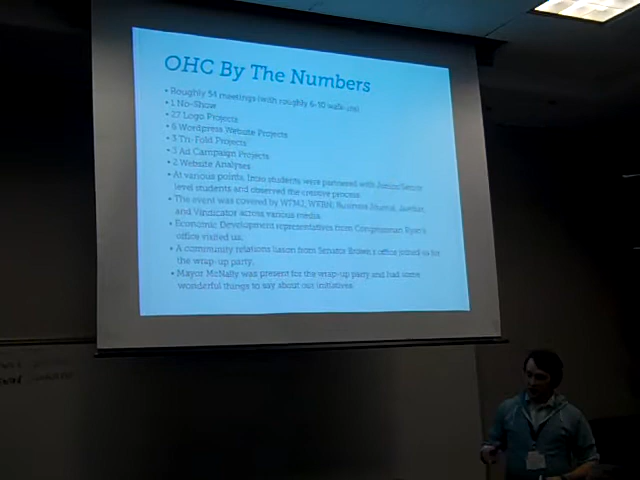 OHC By The Numbers
• Roughly 54 meetings (with roughly 6-10 walk-ins)
• 1 No-Show
• 27 Logo Projects
• 6 Wordpress Website Projects
• 3 Tri-Fold Projects
• 3 Ad Campaign Projects
• 2 Website Analyses
• At various points, Intro students were partnered with Junior/Senior
level students and observed the creative process.
• The event was covered by WFMJ, WKBN, Business Journal, Jambar,
and Vindicator across various media.
• Economic Development representatives from Congressman Ryan's
office visited us.
• A community relations liason from Senator Brown's office joined us for
the wrap-up party.
• Mayor McNally was present for the wrap-up party and had some
wonderful things to say about our initiatives.